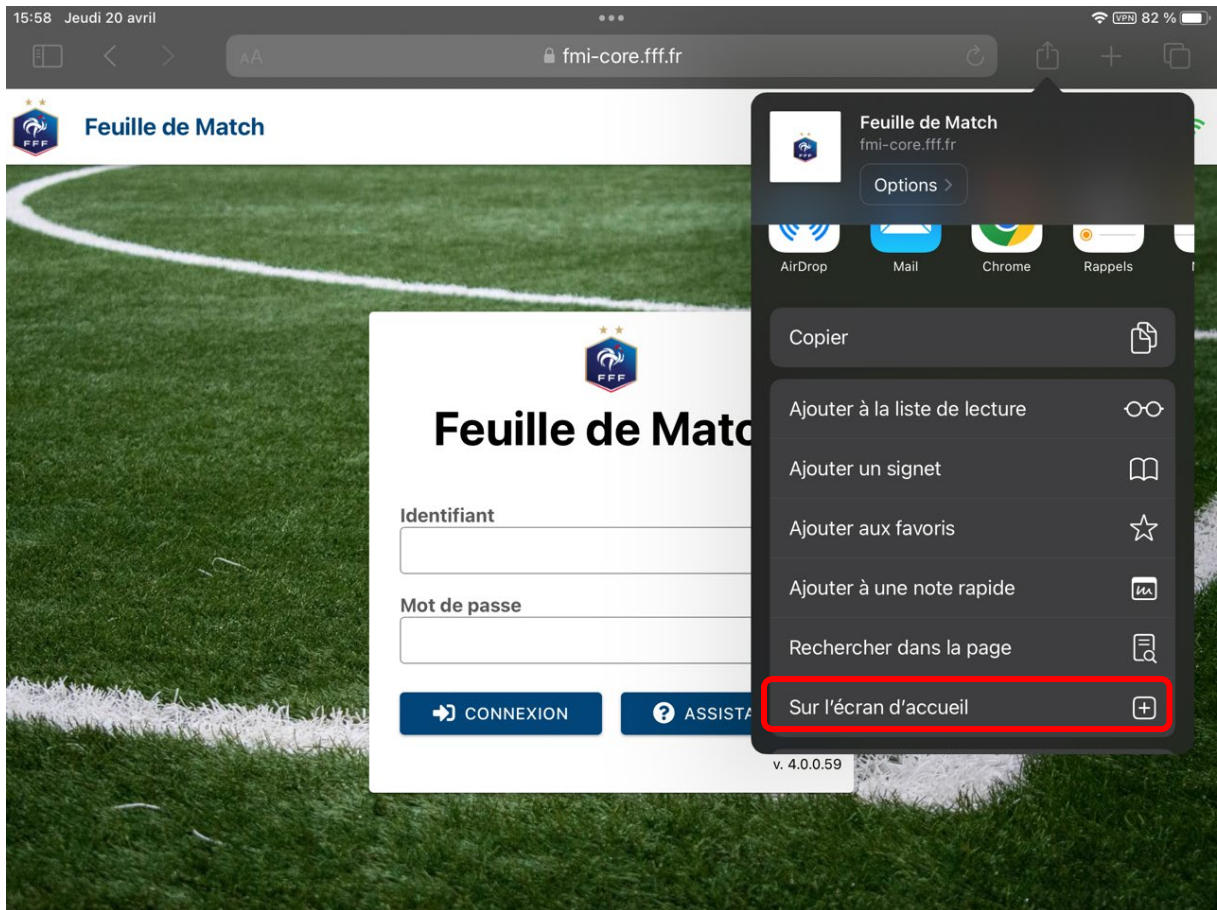 15:58 Jeudi 20 avril
VPN 82 %
AA
fmi-core.fff.fr
FFF
Feuille de Match
Feuille de Match
fmi-core.fff.fr
Options
AirDrop
Mail
Chrome
Rappels
Copier
Ajouter à la liste de lecture
Ajouter un signet
Ajouter aux favoris
Ajouter à une note rapide
Rechercher dans la page
Sur l'écran d'accueil
FFF
Feuille de Matc
Identifiant
Mot de passe
CONNEXION
ASSISTA
v. 4.0.0.59